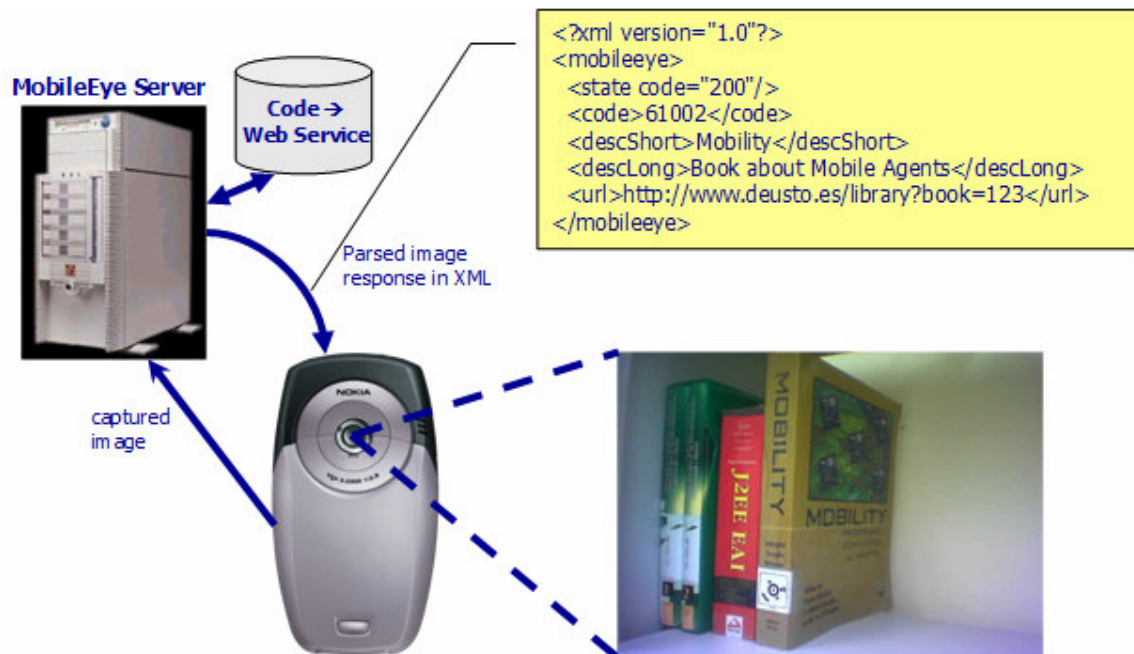 <?xml version="1.0"?>
<mobileeye>
<state code="200"/>
<code>61002</code>
<descShort>Mobility</descShort>
<descLong>Book about Mobile Agents</descLong>
<url>http://www.deusto.es/library?book=123</url>
</mobileeye>
MobileEye Server
Code →
Web Service
Parsed image
response in XML
captured
image
NOKIA
MOBILITY
J2EE EAI
MOBILITY